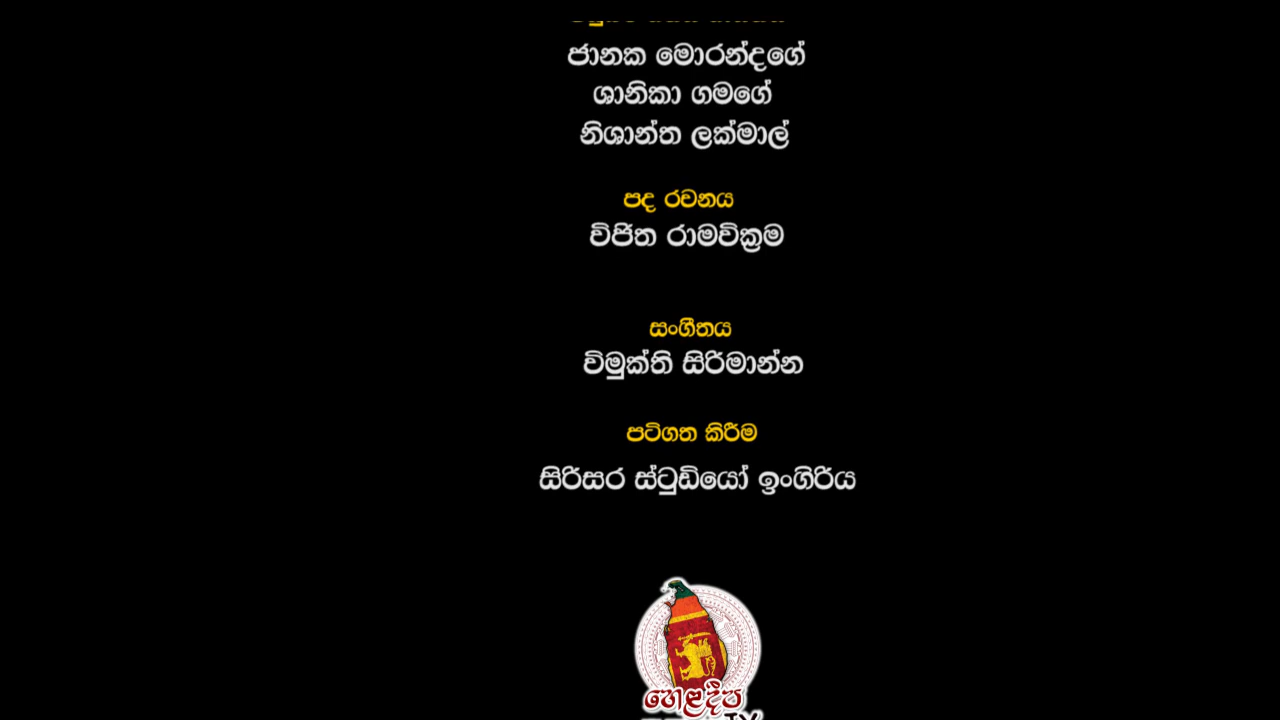 ජානක මොරන්දගේ
ශානිකා ගමගේ
නිශාන්ත ලක්මාල්
පද රචනය
විජිත රාමවික්‍රම
සංගීතය
විමුක්ති සිරිමාන්න
පටිගත කිරීම
සිරිසර ස්ටුඩියෝ ඉංගිරිය
හෙළදීප